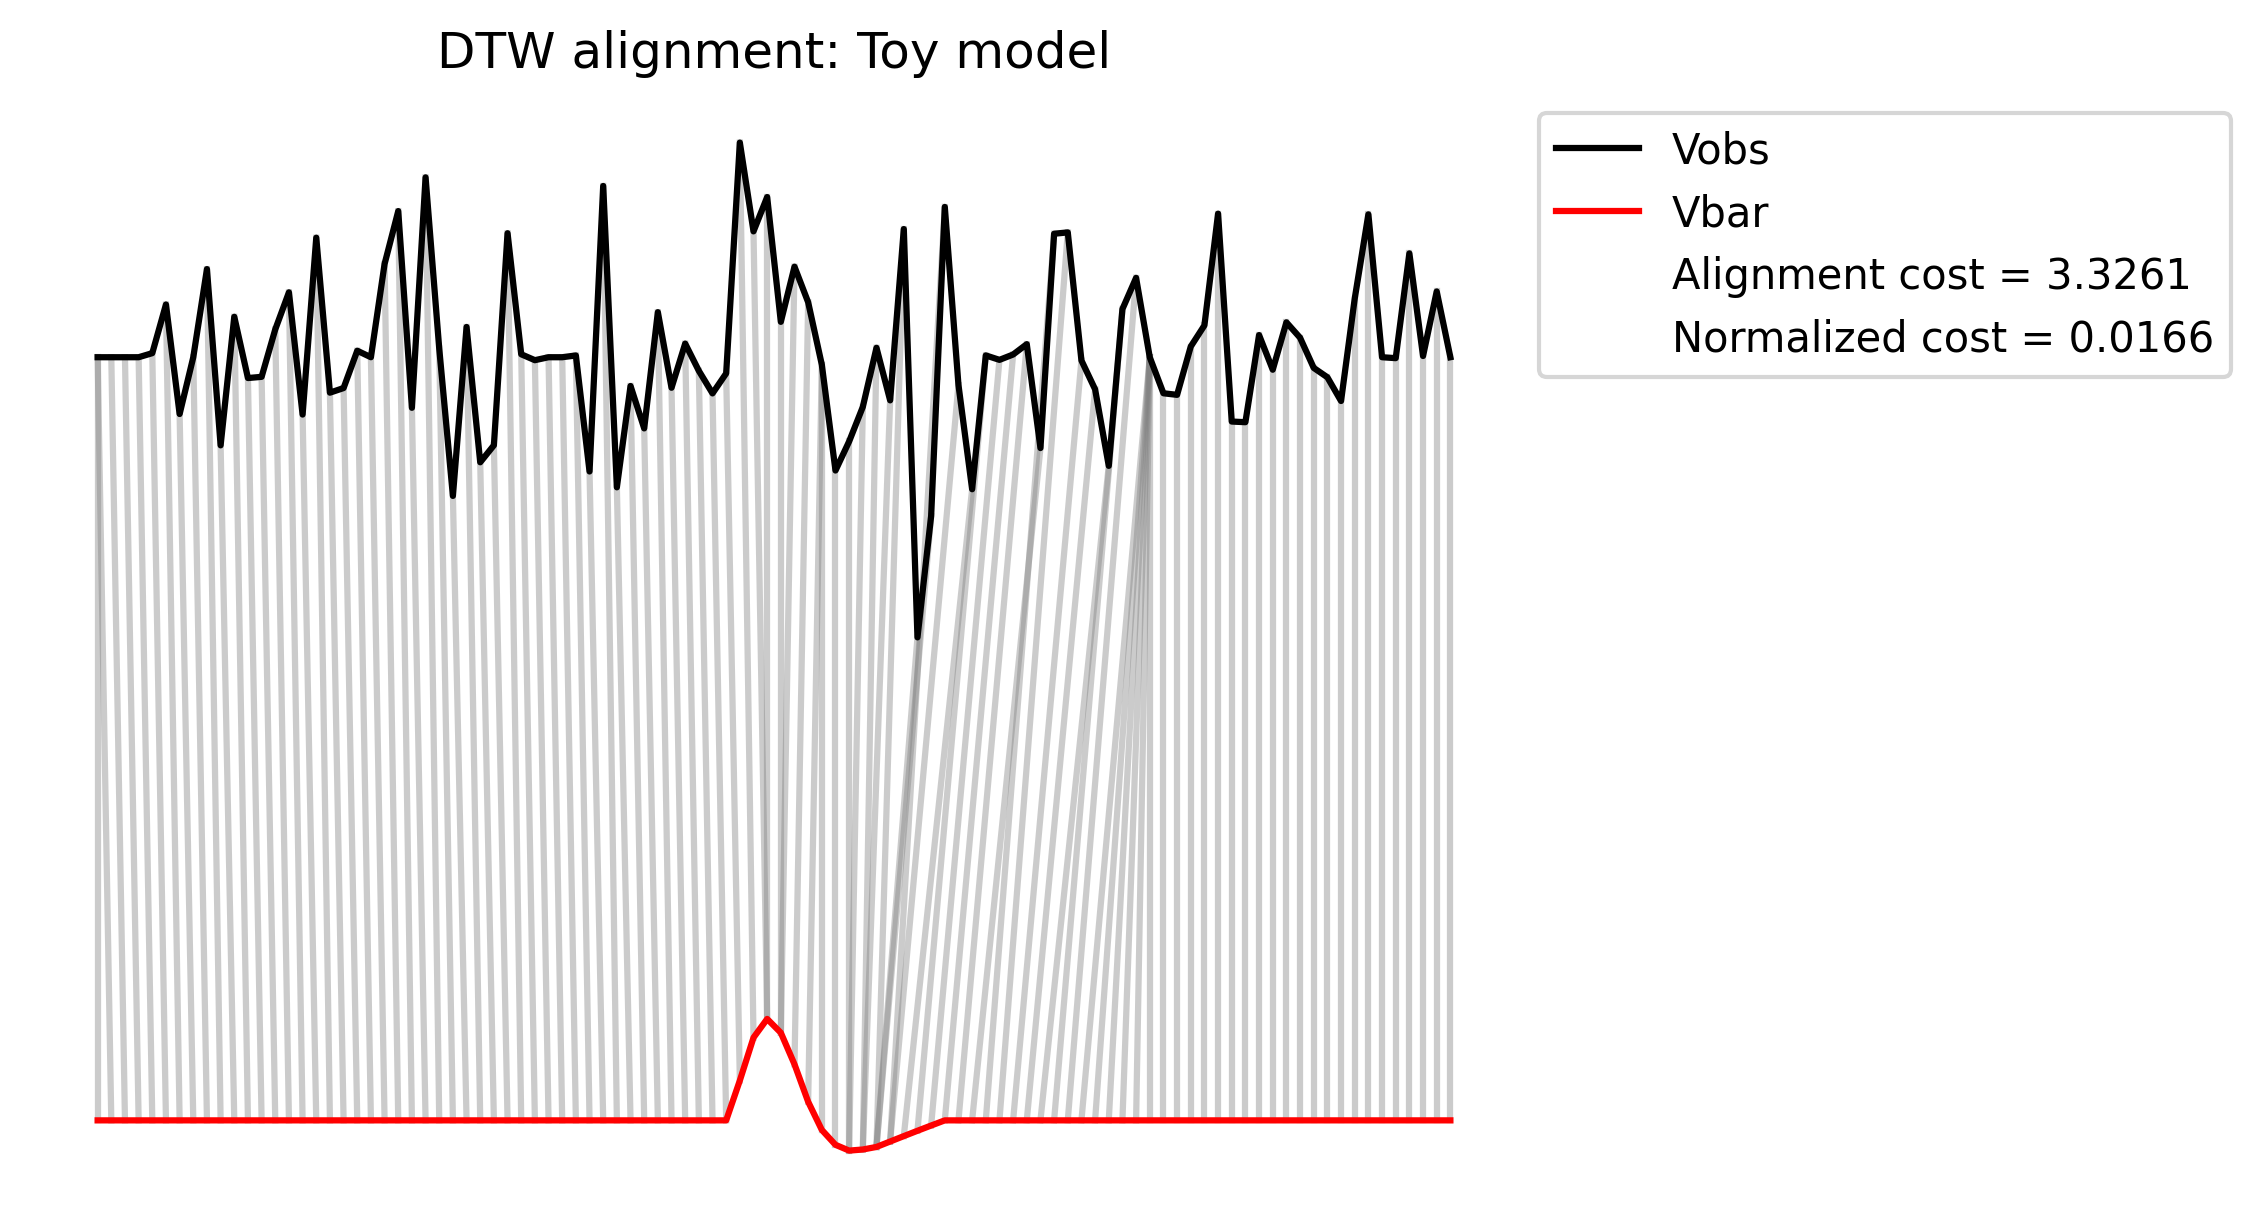 DTW alignment: Toy model
Vobs
Vbar
Alignment cost = 3.3261
Normalized cost = 0.0166